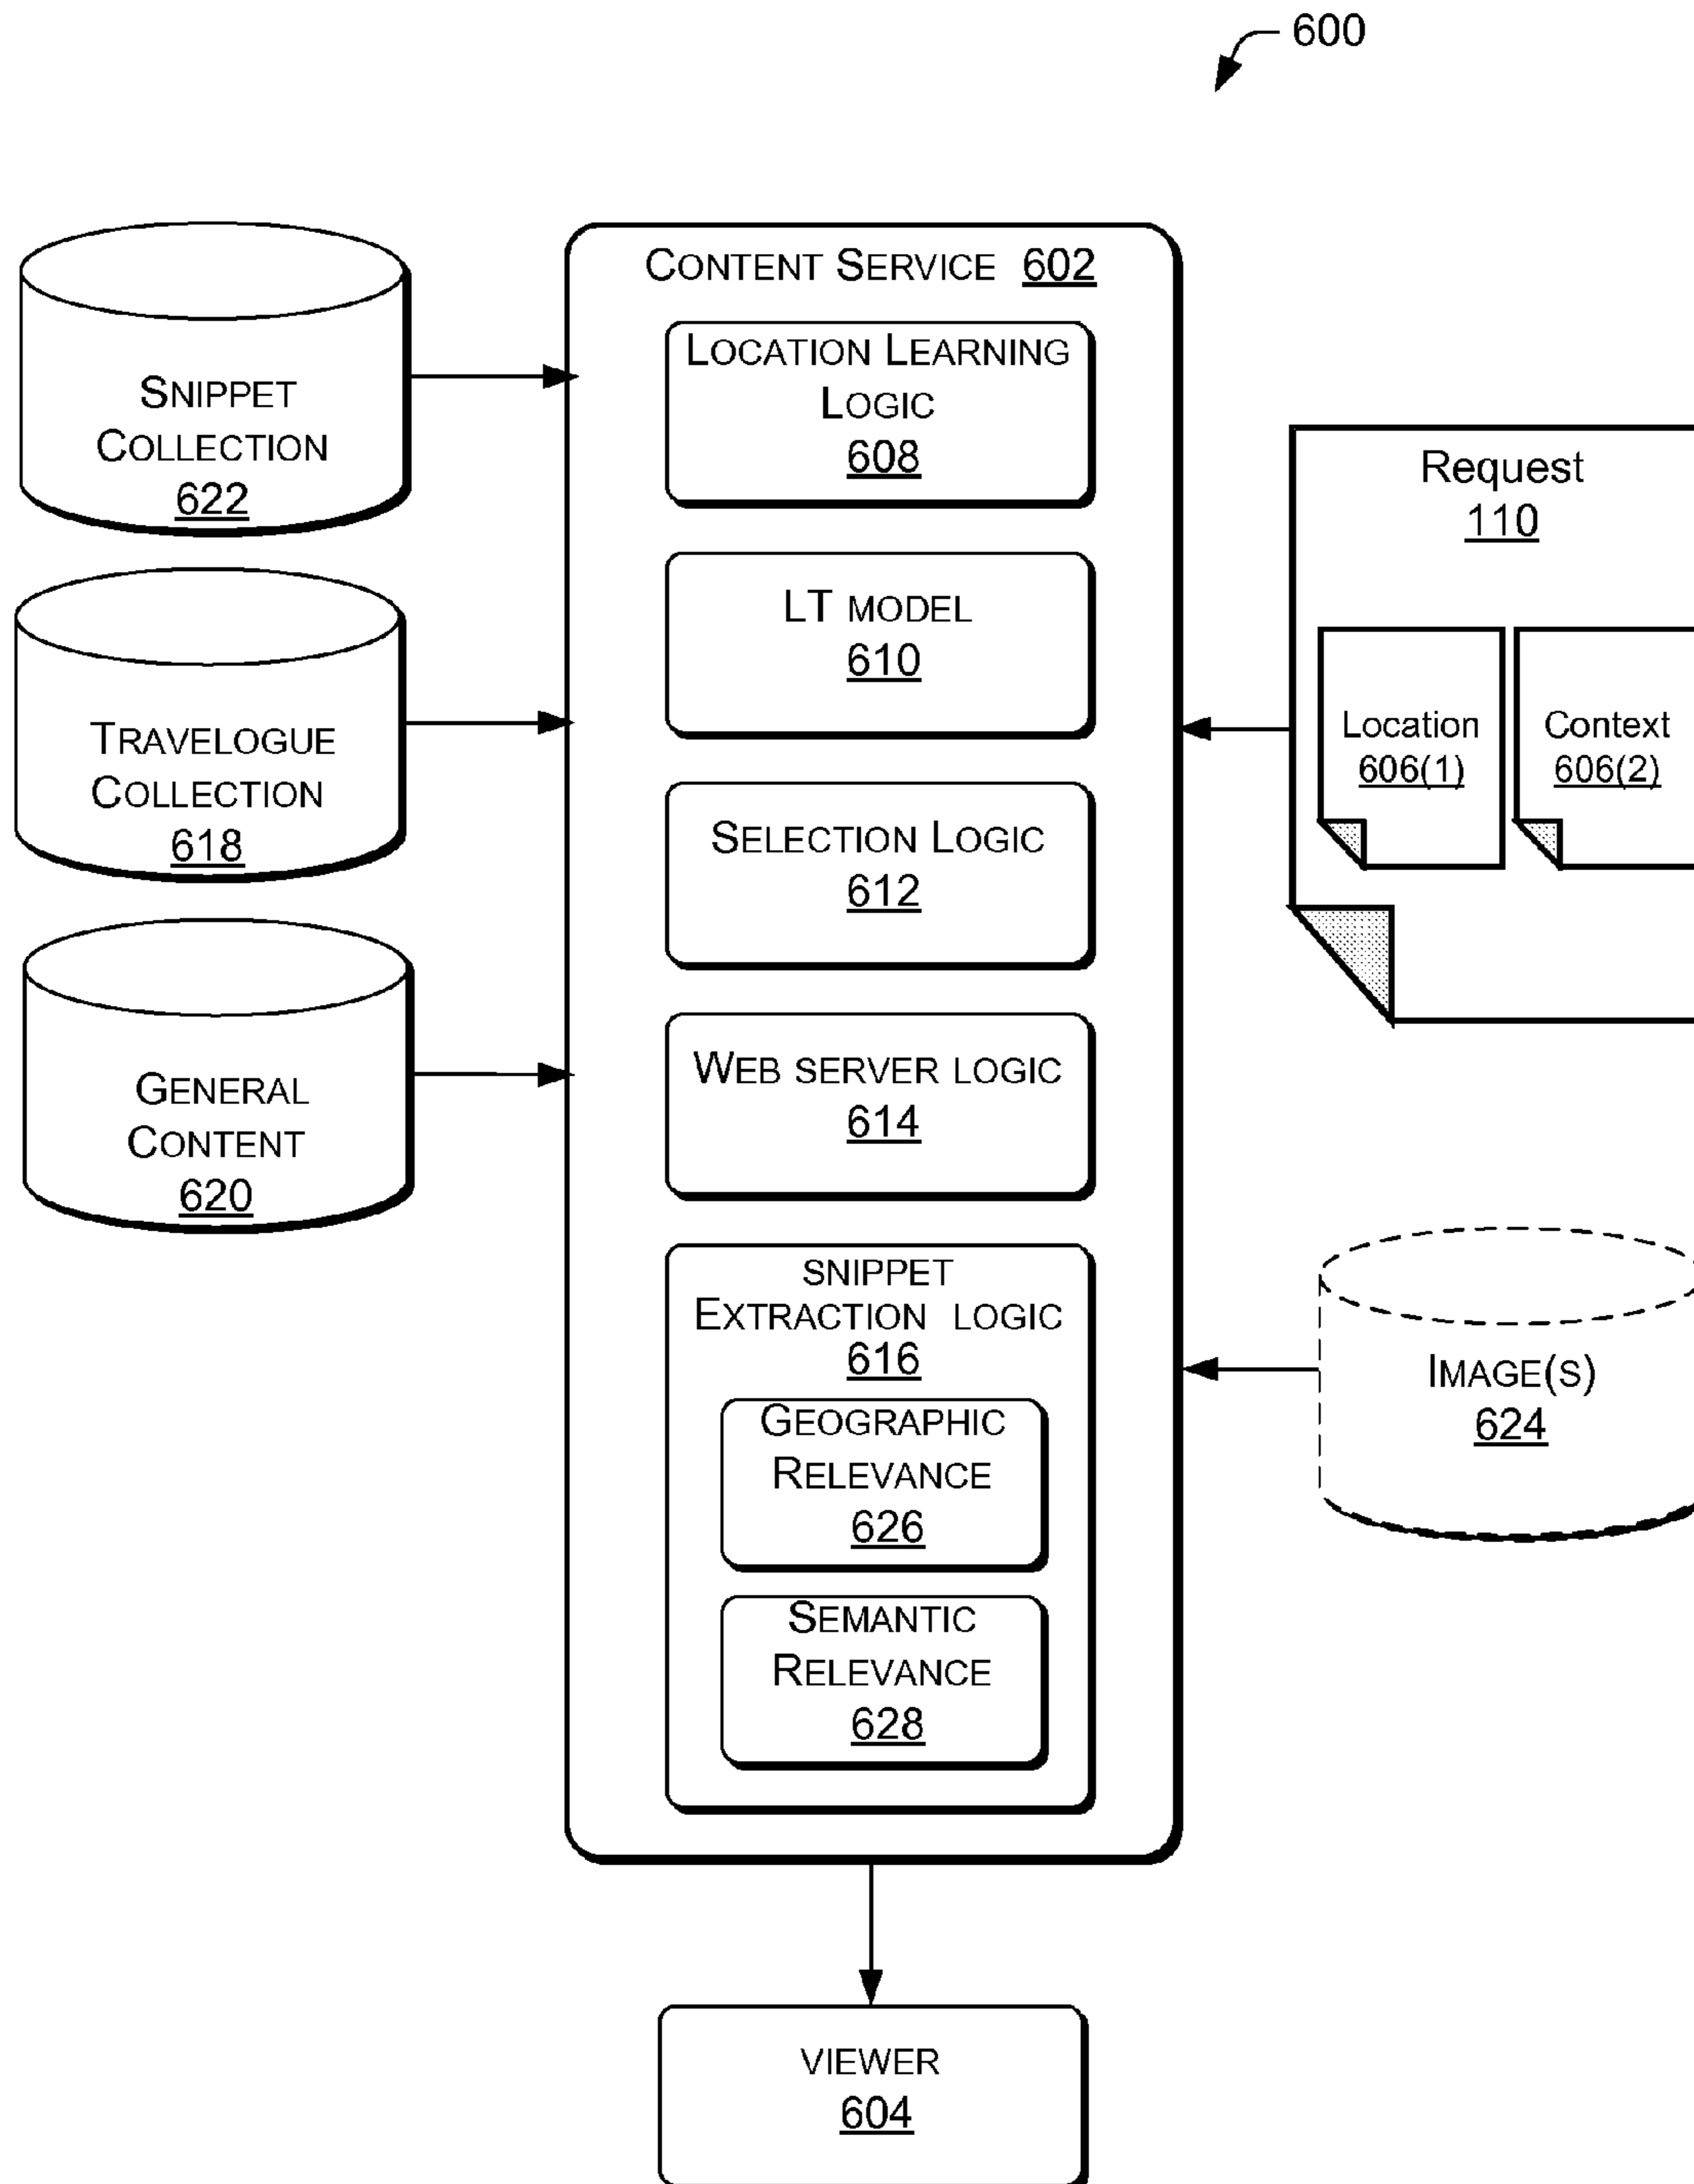 600
CONTENT SERVICE 602
LOCATION LEARNING
LOGIC
608
LT MODEL
610
SELECTION LOGIC
612
WEB SERVER LOGIC
614
SNIPPET
EXTRACTION LOGIC
616
GEOGRAPHIC
RELEVANCE
626
SEMANTIC
RELEVANCE
628
SNIPPET
COLLECTION
622
TRAVELOGUE
COLLECTION
618
GENERAL
CONTENT
620
Request
110
Location
606(1)
Context
606(2)
IMAGE(S)
624
VIEWER
604